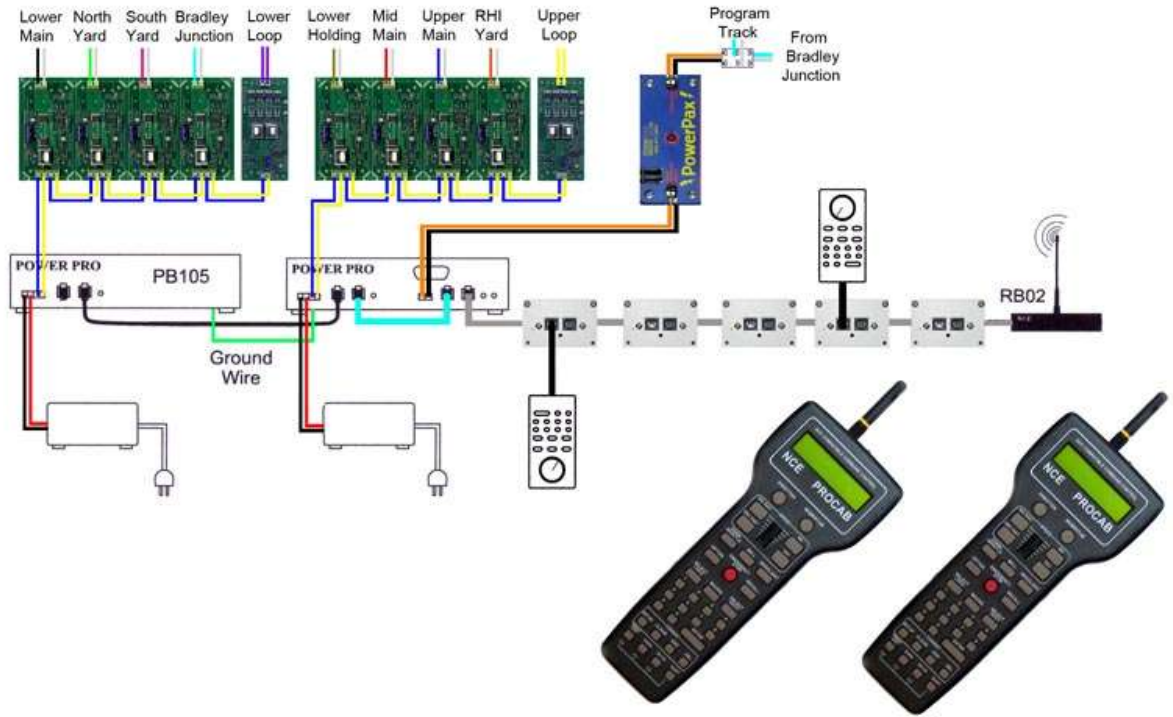 Lower
Main
North
Yard
South
Yard
Bradley
Junction
Lower
Loop
Lower
Holding
Mid
Main
Upper
Main
RHI
Yard
Upper
Loop
Program
Track
From
Bradley
Junction
PowerPax
POWER PRO
PB105
POWER PRO
RB02
NCE
Ground
Wire
NCE PROCAB
NCE PROCAB